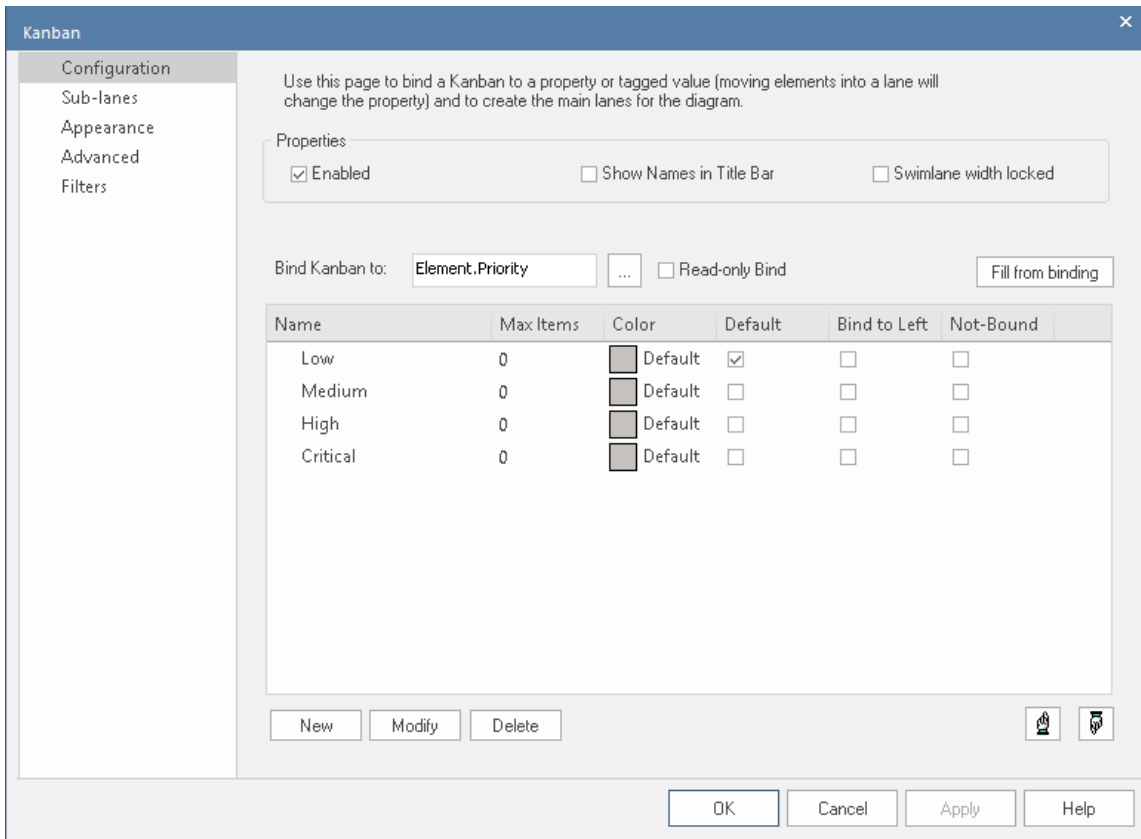 Kanban
Configuration
Sub-lanes
Appearance
Advanced
Filters
Use this page to bind a Kanban to a property or tagged value (moving elements into a lane will
change the property) and to create the main lanes for the diagram.
Properties
Enabled Show Names in Title Bar Swimlane width locked
Bind Kanban to: Element.Priority ... Read-only Bind Fill from binding
Name Max Items Color Default Bind to Left Not-Bound
Low 0 Default
Medium 0 Default
High 0 Default
Critical 0 Default
New Modify Delete
OK Cancel Apply Help